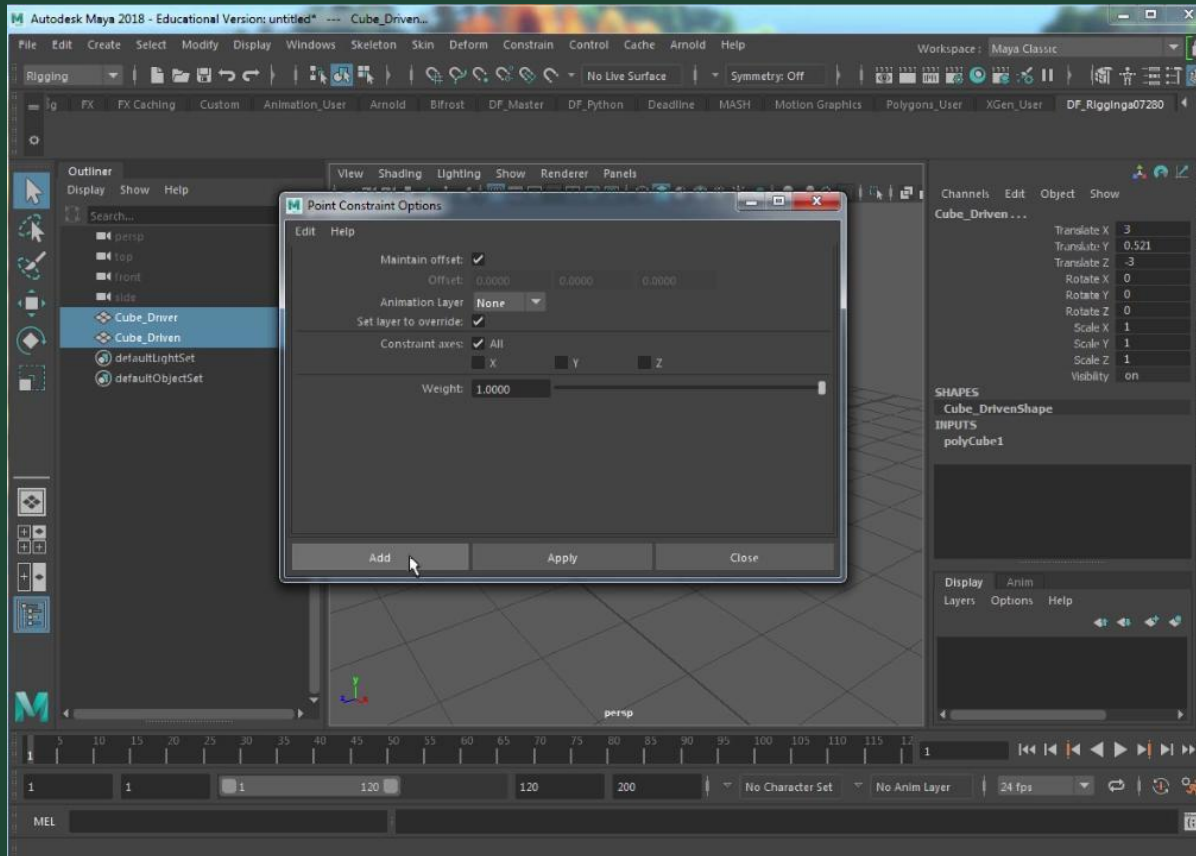 Autodesk Maya 2018 - Educational Version: untitled* --- Cube_Driven...
File Edit Create Select Modify Display Windows Skeleton Skin Deform Constrain Control Cache Arnold Help
Workspace : Maya Classic
Rigging No Live Surface Symmetry: Off
FX FX Caching Custom Animation_User Arnold Bifrost DF_Master DF_Python Deadline MASH Motion Graphics Polygons_User XGen_User DF_Rigginga07280
Outliner
Display Show Help
Search...
persp
top
front
side
Cube_Driver
Cube_Driven
defaultLightSet
defaultObjectSet
View Shading Lighting Show Renderer Panels
Point Constraint Options
Edit Help
Maintain offset:
Offset: 0.0000 0.0000 0.0000
Animation Layer None
Set layer to override:
Constraint axes: All
X Y Z
Weight: 1.0000
Add Apply Close
y
persp
Channels Edit Object Show
Cube_Driven . . .
Translate X 3
Translate Y 0.521
Translate Z -3
Rotate X 0
Rotate Y 0
Rotate Z 0
Scale X 1
Scale Y 1
Scale Z 1
Visibility on
SHAPES
Cube_DrivenShape
INPUTS
polyCube1
Display Anim
Layers Options Help
1 5 10 15 20 25 30 35 40 45 50 55 60 65 70 75 80 85 90 95 100 105 110 115 1
1 1 1 120 120 200 No Character Set No Anim Layer 24 fps
MEL